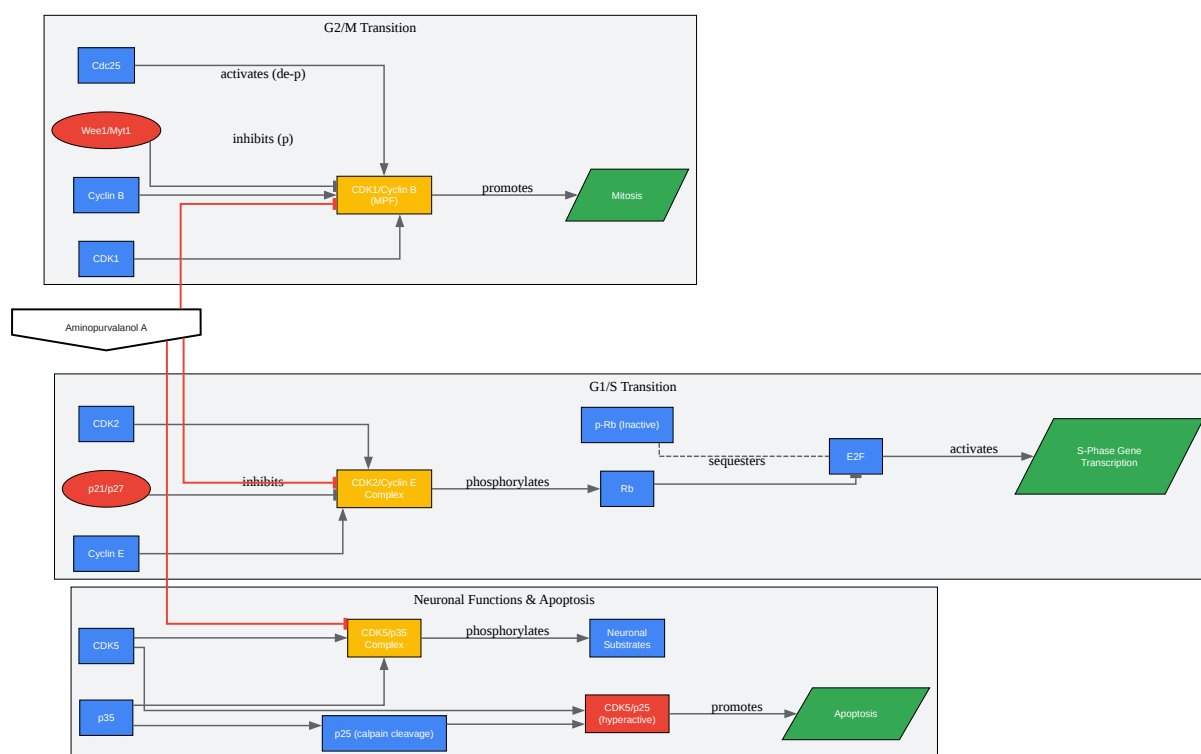 G2/M Transition
Cdc25
activates (de-p)
Wee1/Myt1
inhibits (p)
Cyclin B
CDK1/Cyclin B
(MPF)
promotes
Mitosis
CDK1
Aminopurvalanol A
G1/S Transition
CDK2
p-Rb (Inactive)
sequesters
E2F
activates
S-Phase Gene
Transcription
p21/p27
inhibits
CDK2/Cyclin E
Complex
phosphorylates
Rb
Cyclin E
Neuronal Functions & Apoptosis
CDK5
CDK5/p35
Complex
phosphorylates
Neuronal
Substrates
p35
p25 (calpain cleavage)
CDK5/p25
(hyperactive)
promotes
Apoptosis